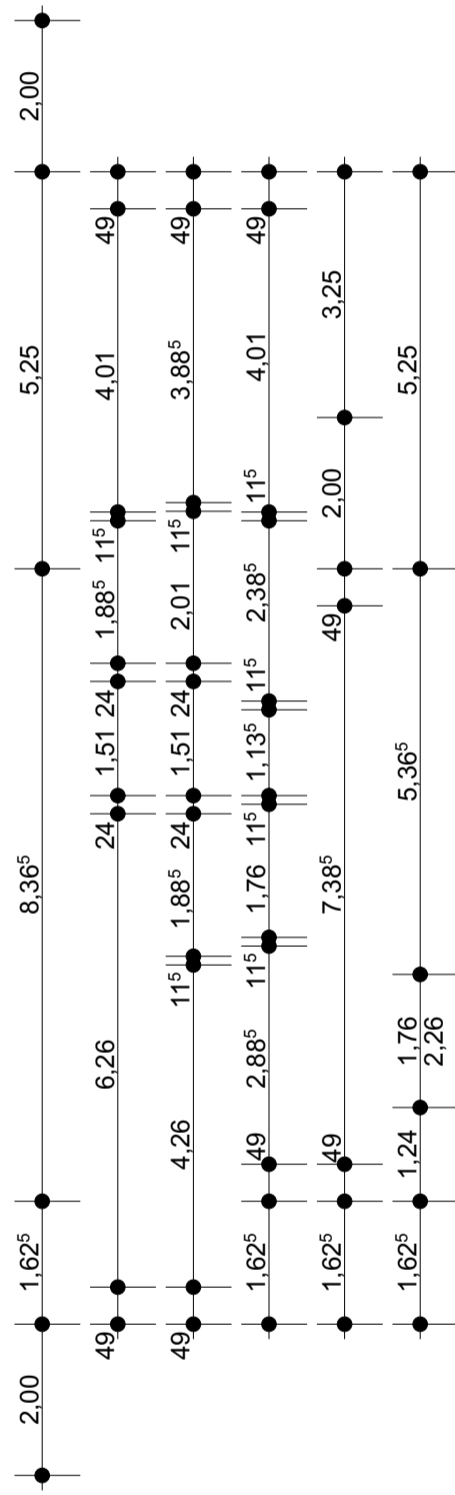 2,00 1,62⁵ 8,36⁵ 5,25 2,00
49 6,26 24 1,51 24 1,88⁵ 11⁵ 4,01 49
49 4,26 11⁵ 1,88⁵ 24 1,51 24 2,01 11⁵ 3,88⁵ 49
1,62⁵ 49 2,88⁵ 11⁵ 1,76 11⁵ 1,13⁵ 11⁵ 2,38⁵ 11⁵ 4,01 49
1,62⁵ 49 7,38⁵ 49 2,00 3,25
1,62⁵ 1,24 1,76 5,36⁵ 5,25
2,26